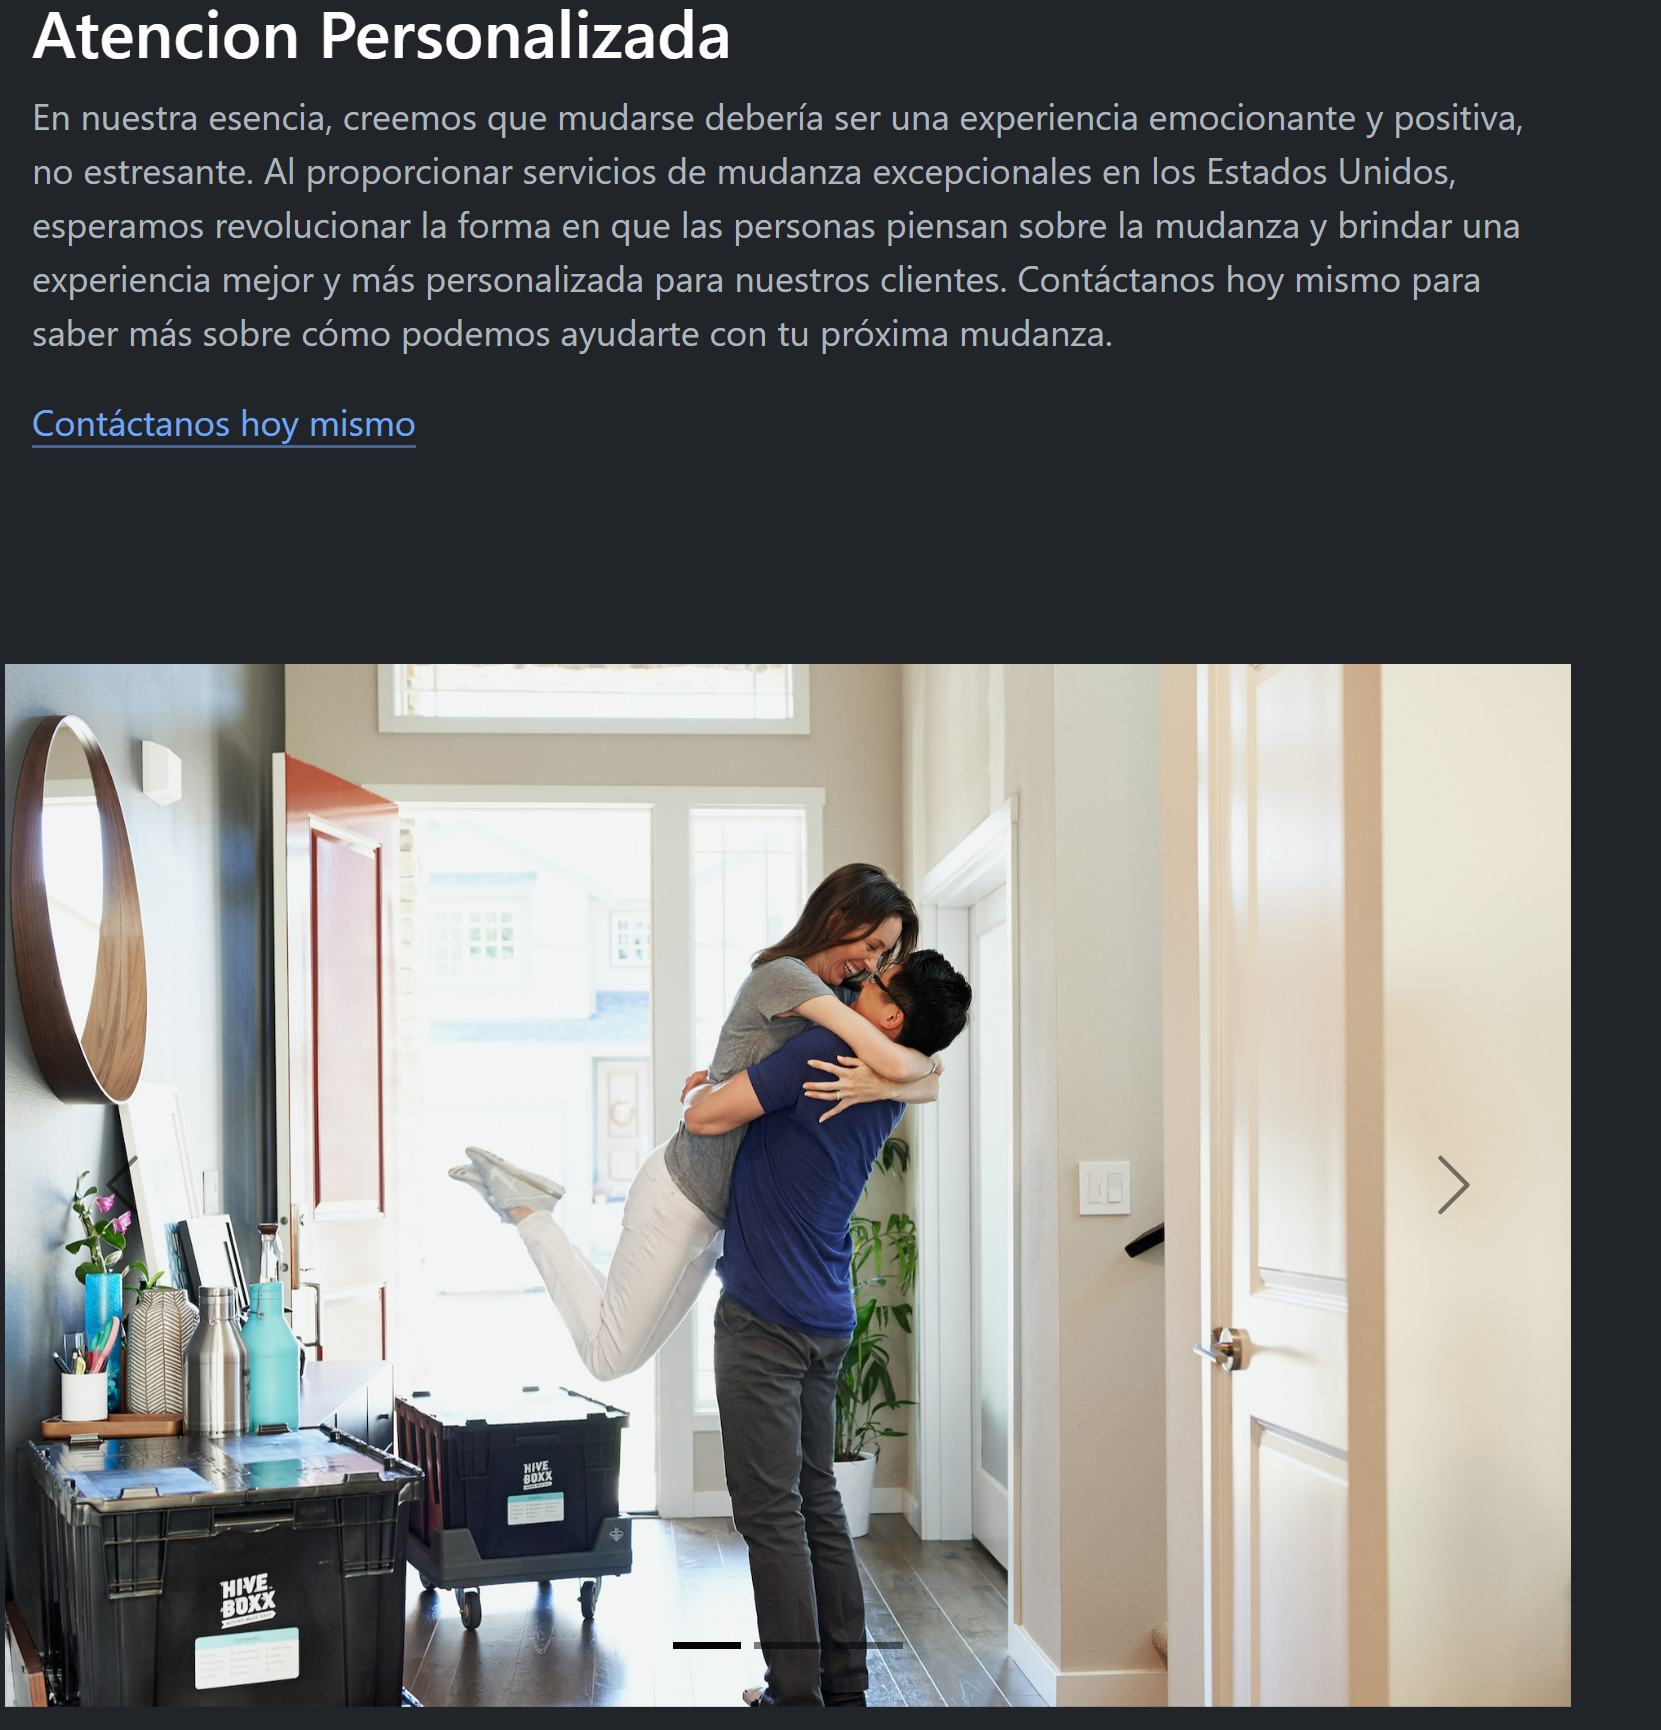 Atencion Personalizada
En nuestra esencia, creemos que mudarse debería ser una experiencia emocionante y positiva,
no estresante. Al proporcionar servicios de mudanza excepcionales en los Estados Unidos,
esperamos revolucionar la forma en que las personas piensan sobre la mudanza y brindar una
experiencia mejor y más personalizada para nuestros clientes. Contáctanos hoy mismo para
saber más sobre cómo podemos ayudarte con tu próxima mudanza.
Contáctanos hoy mismo
HIVE
BOXX
HIVE
BOXX